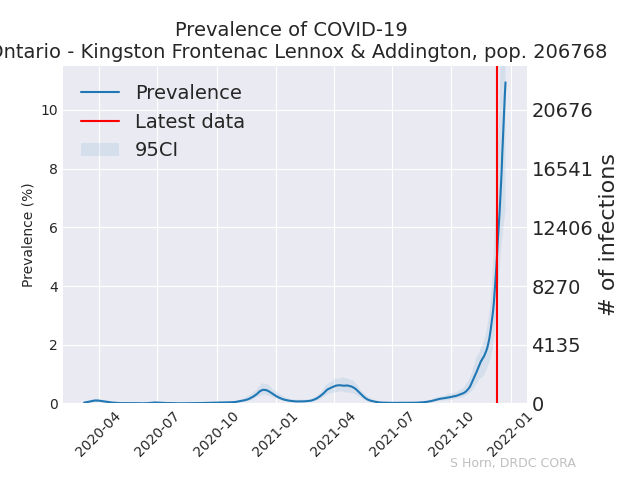 Prevalence of COVID-19
Ontario - Kingston Frontenac Lennox & Addington, pop. 206768
Prevalence
Latest data
95CI
Prevalence (%)
10
8
6
4
2
0
20676
16541
12406
8270
4135
0
# of infections
2020-04
2020-07
2020-10
2021-01
2021-04
2021-07
2021-10
2022-01
S Horn, DRDC CORA